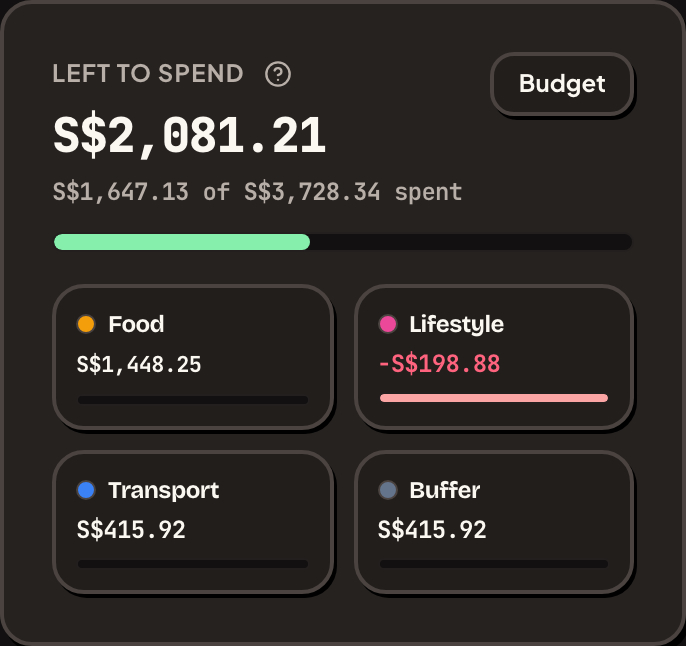 LEFT TO SPEND
Budget
S$2,081.21
S$1,647.13 of S$3,728.34 spent
Food
S$1,448.25
Lifestyle
-S$198.88
Transport
S$415.92
Buffer
S$415.92